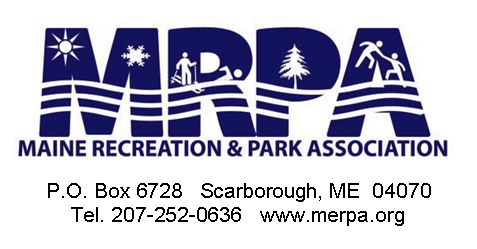 MRPA
MAINE RECREATION & PARK ASSOCIATION
P.O. Box 6728   Scarborough, ME  04070
Tel. 207-252-0636   www.merpa.org